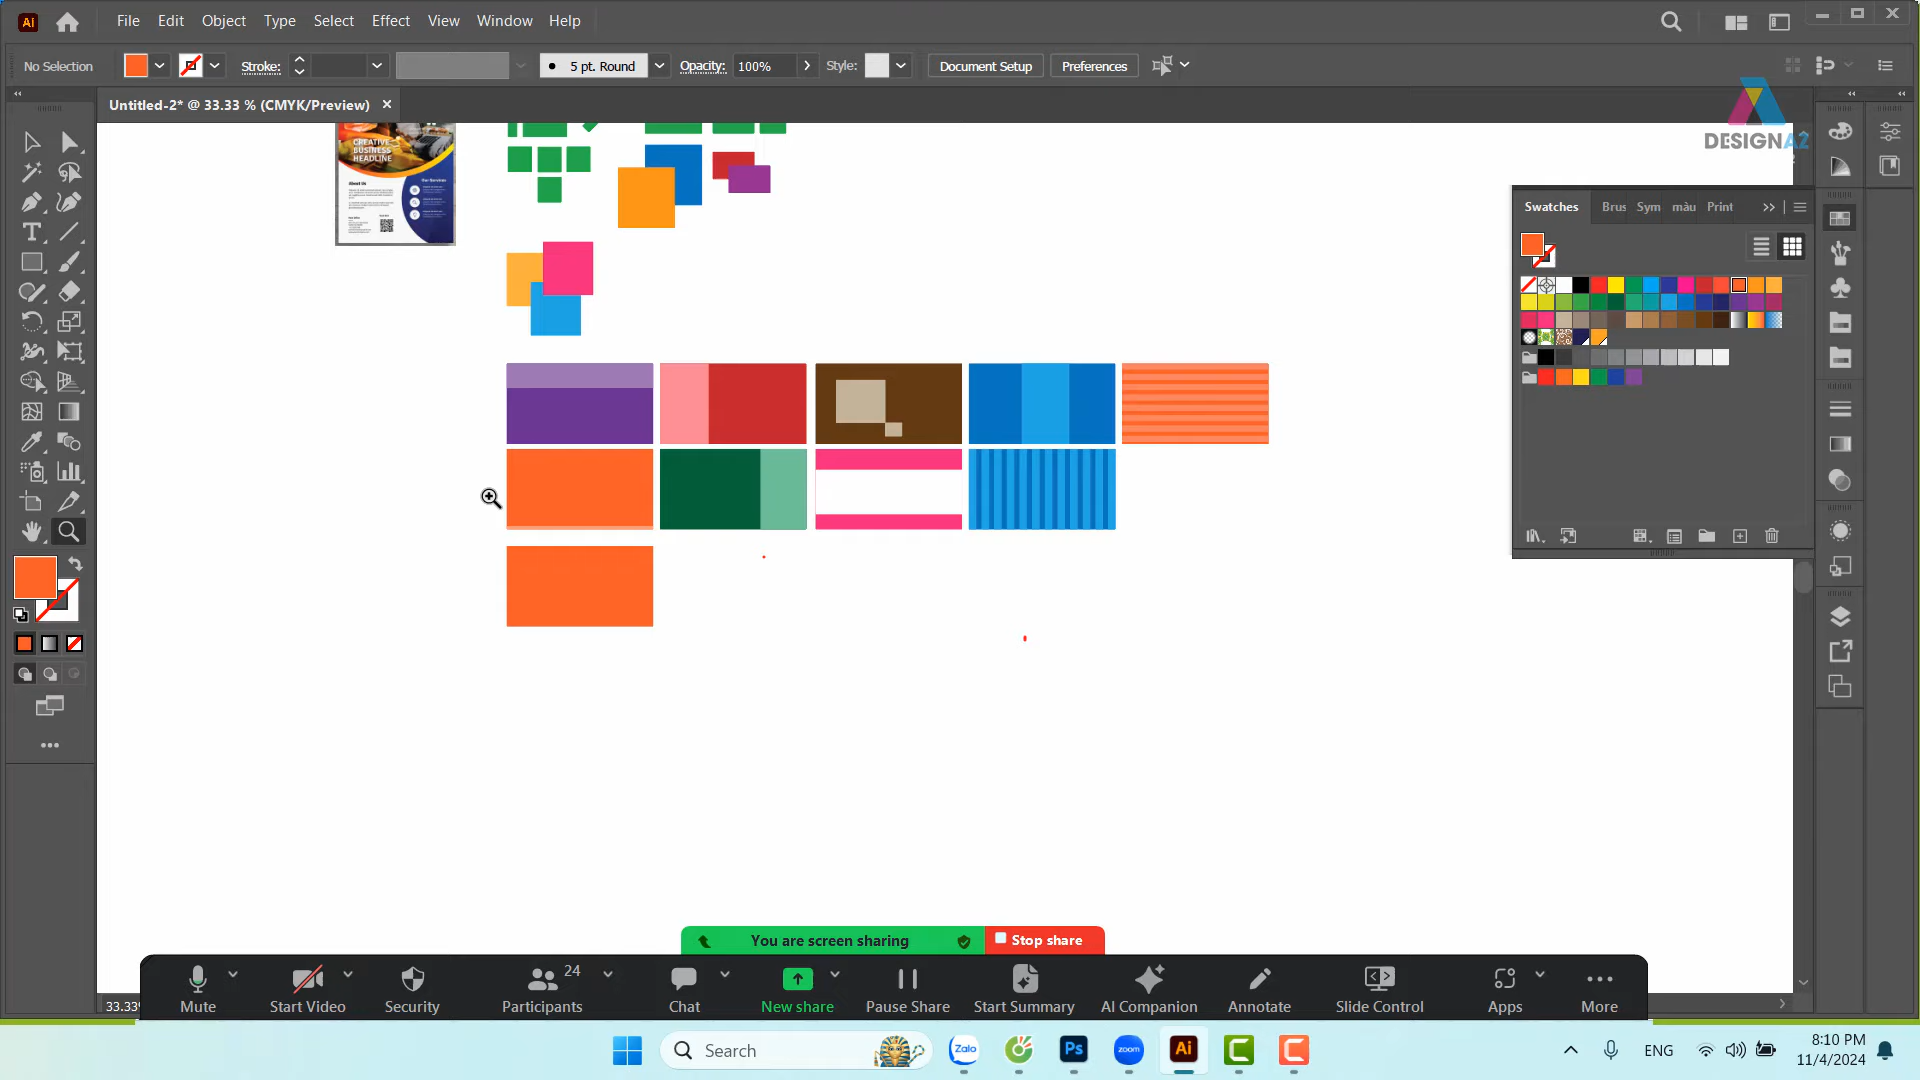 File Edit Object Type Select Effect View Window Help
No Selection Stroke: 5 pt. Round Opacity: 100% Style: Document Setup Preferences
Untitled-2* @ 33.33 % (CMYK/Preview)
DESIGNA2
CREATIVE
BUSINESS
HEADLINE
About Us
Our Services
Swatches Brus Sym màu Print
33.33%
You are screen sharing Stop share
24
Mute Start Video Security Participants Chat New share Pause Share Start Summary AI Companion Annotate Slide Control Apps More
Search Zalo Ps zoom Ai ENG
8:10 PM
11/4/2024